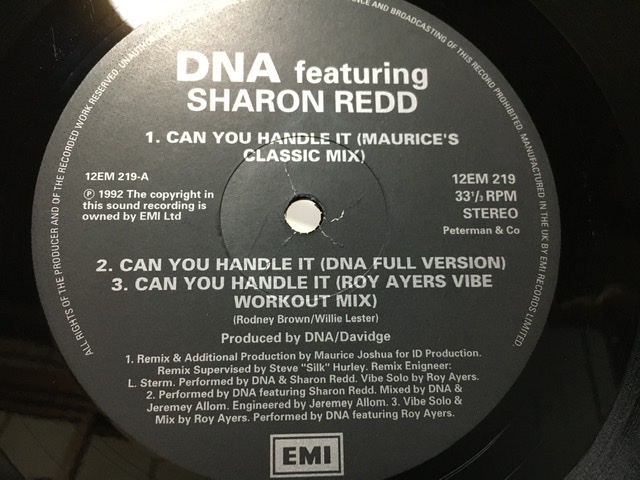 ALL RIGHTS OF THE PRODUCER AND OF THE OWNER OF THE RECORDED WORK RESERVED. AND BROADCASTING OF THIS RECORD PROHIBITED. MANUFACTURED IN THE UK BY EMI RECORDS LIMITED.
DNA featuring
SHARON REDD
1. CAN YOU HANDLE IT (MAURICE'S
CLASSIC MIX)
12EM 219-A
℗ 1992 The copyright in
this sound recording is
owned by EMI Ltd
12EM 219
33⅓ RPM
STEREO
Peterman & Co
2. CAN YOU HANDLE IT (DNA FULL VERSION)
3. CAN YOU HANDLE IT (ROY AYERS VIBE
WORKOUT MIX)
(Rodney Brown/Willie Lester)
Produced by DNA/Davidge
1. Remix & Additional Production by Maurice Joshua for ID Production.
Remix Supervised by Steve "Silk" Hurley. Remix Enigneer:
L. Sterm. Performed by DNA & Sharon Redd. Vibe Solo by Roy Ayers.
2. Performed by DNA featuring Sharon Redd. Mixed by DNA &
Jeremey Allom. Engineered by Jeremey Allom. 3. Vibe Solo &
Mix by Roy Ayers. Performed by DNA featuring Roy Ayers.
EMI